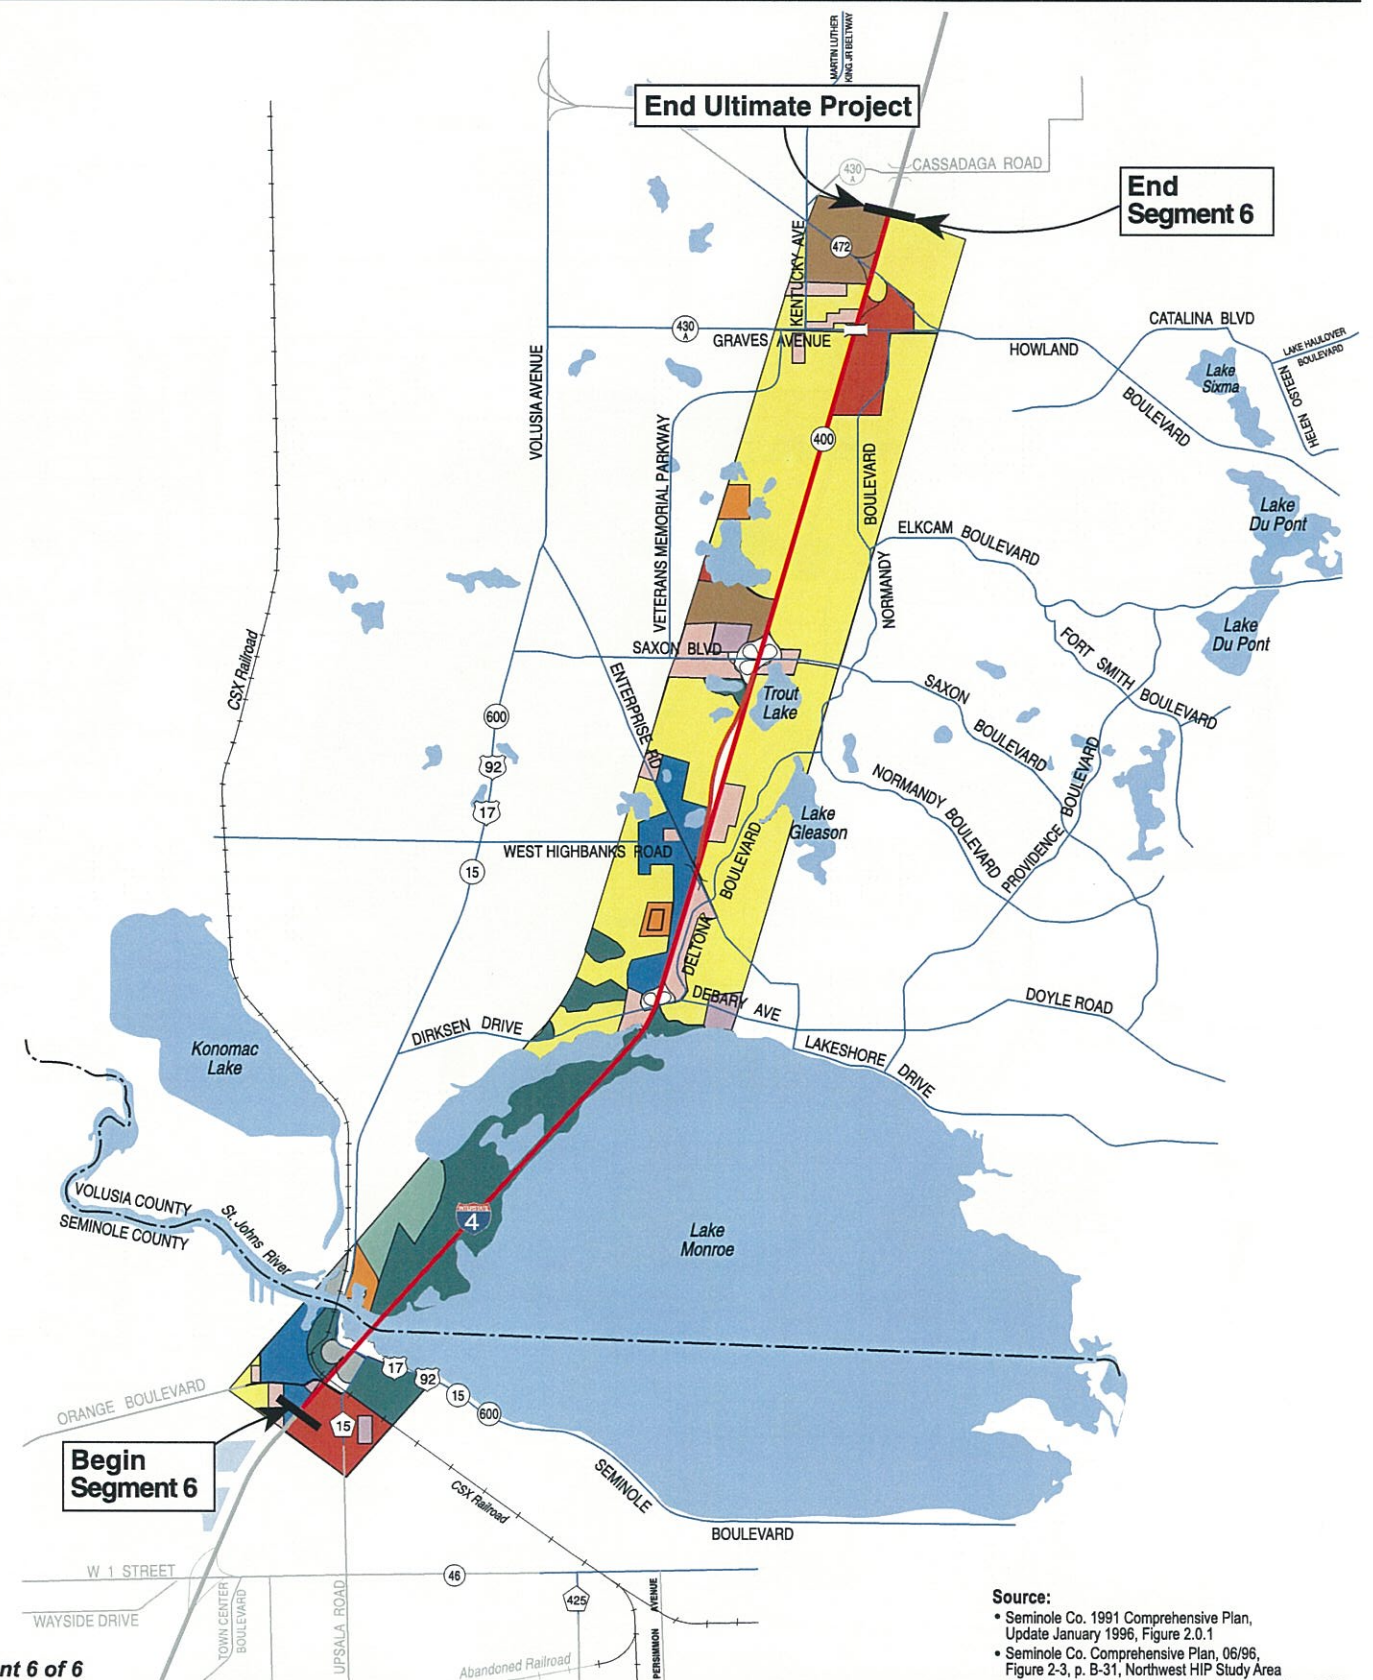 MARTIN LUTHER
KING JR BELTWAY
End Ultimate Project
430
A
CASSADAGA ROAD
End
Segment 6
472
KENTUCKY AVE
430
A
GRAVES AVENUE
HOWLAND
BOULEVARD
CATALINA BLVD
LAKE HAULOVER
BOULEVARD
HELEN OSTEEN
Lake
Sixma
VOLUSIA AVENUE
VETERANS MEMORIAL PARKWAY
400
BOULEVARD
NORMANDY
ELKCAM BOULEVARD
Lake
Du Pont
Lake
Du Pont
FORT SMITH BOULEVARD
CSX Railroad
SAXON BLVD
ENTERPRISE RD
Trout
Lake
SAXON
BOULEVARD
600
92
17
15
NORMANDY BOULEVARD
PROVIDENCE BOULEVARD
Lake
Gleason
WEST HIGHBANKS ROAD
DELTONA BOULEVARD
DEBARY AVE
DOYLE ROAD
DIRKSEN DRIVE
LAKESHORE
DRIVE
Konomac
Lake
VOLUSIA COUNTY
SEMINOLE COUNTY
St. Johns River
INTERSTATE
4
Lake
Monroe
17
92
15
600
ORANGE BOULEVARD
15
Begin
Segment 6
CSX Railroad
SEMINOLE
BOULEVARD
W 1 STREET
46
425
WAYSIDE DRIVE
TOWN CENTER
BOULEVARD
UPSALA ROAD
PERSIMMON AVENUE
Abandoned Railroad
nt 6 of 6
Source:
• Seminole Co. 1991 Comprehensive Plan,
Update January 1996, Figure 2.0.1
• Seminole Co. Comprehensive Plan, 06/96,
Figure 2-3, p. B-31, Northwest HIP Study Area